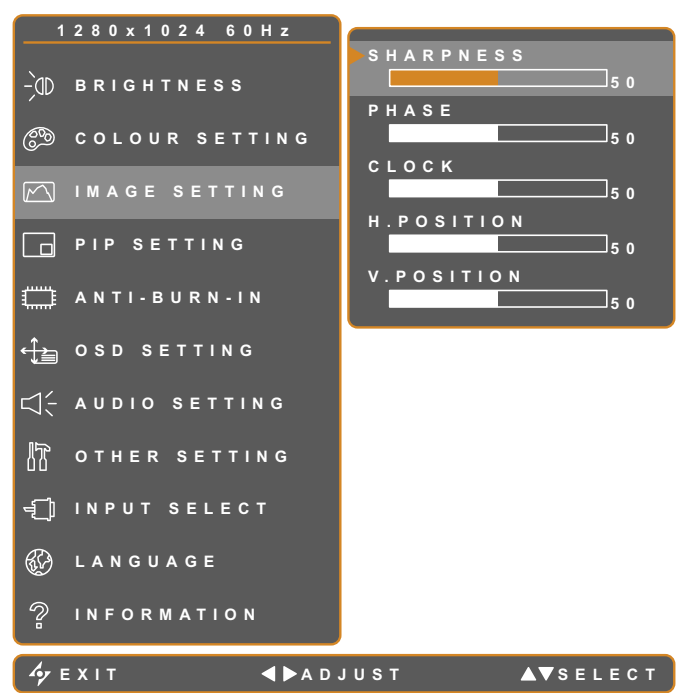 1280x1024 60Hz
BRIGHTNESS
COLOUR SETTING
IMAGE SETTING
PIP SETTING
ANTI-BURN-IN
OSD SETTING
AUDIO SETTING
OTHER SETTING
INPUT SELECT
LANGUAGE
INFORMATION
SHARPNESS
50
PHASE
50
CLOCK
50
H.POSITION
50
V.POSITION
50
EXIT ◀▶ADJUST ▲▼SELECT